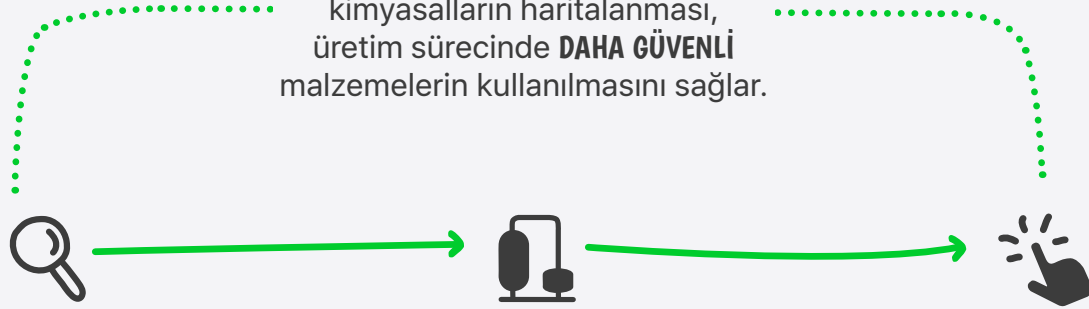 kimyasalların haritalanması,
üretim sürecinde DAHA GÜVENLİ
malzemelerin kullanılmasını sağlar.